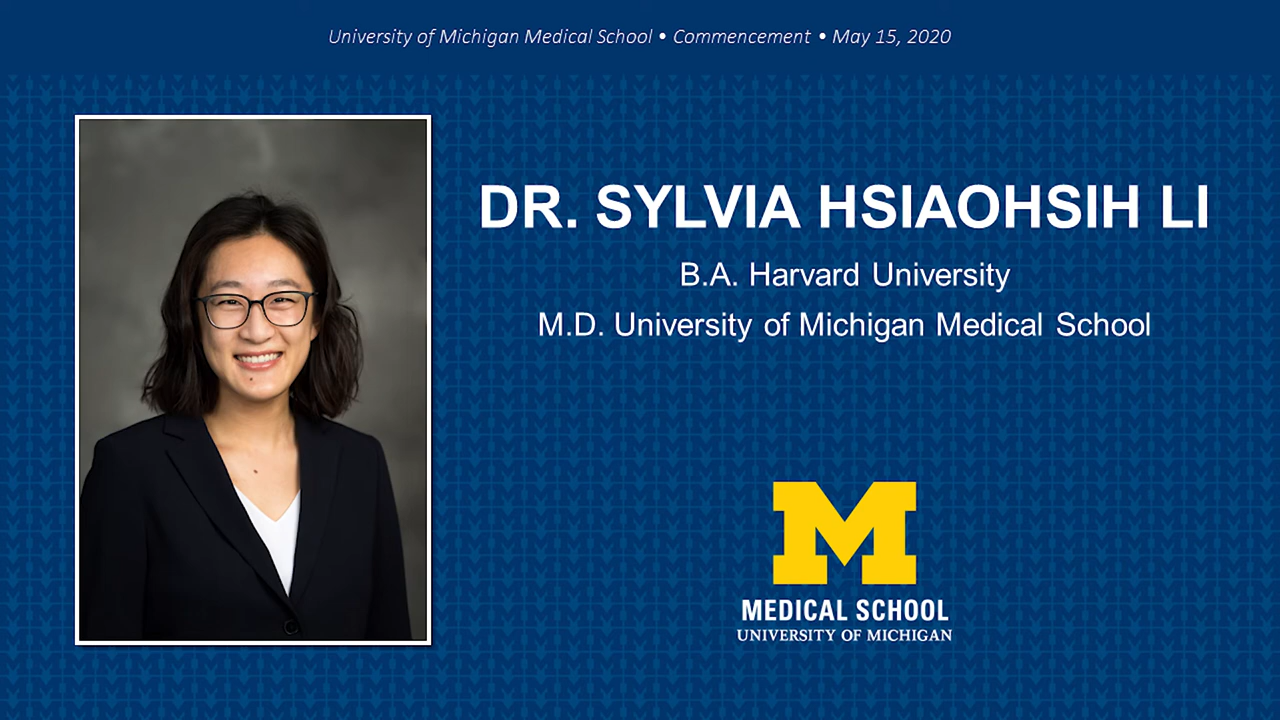 University of Michigan Medical School • Commencement • May 15, 2020
DR. SYLVIA HSIAOHSIH LI
B.A. Harvard University
M.D. University of Michigan Medical School
M
MEDICAL SCHOOL
UNIVERSITY OF MICHIGAN